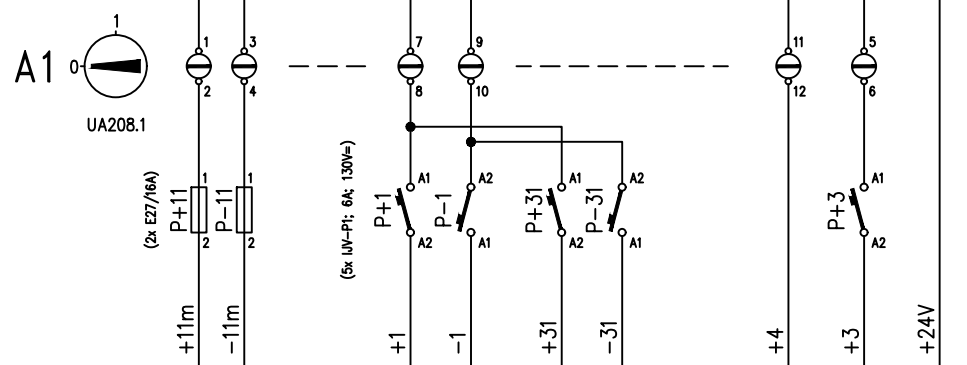 1
A1
0
UA208.1
1
3
7
9
11
5
2
4
8
10
12
6
(2x E27/16A)
P+11
1
2
P-11
1
2
(5x IJV-P1; 6A; 130V=)
P+1
A1
A2
P-1
A2
A1
P+31
A1
A2
P-31
A2
A1
P+3
A1
A2
+11m
-11m
+1
-1
+31
-31
+4
+3
+24V